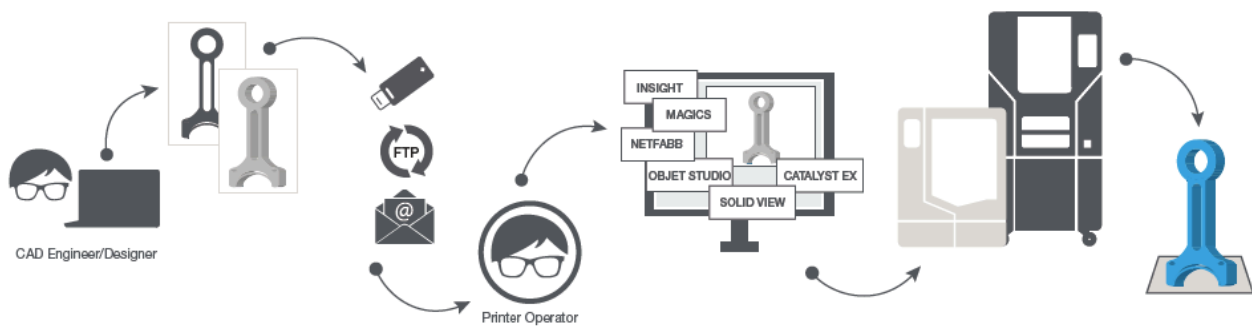 CAD Engineer/Designer
FTP
@
Printer Operator
INSIGHT
MAGICS
NETFABB
OBJET STUDIO
CATALYST EX
SOLID VIEW